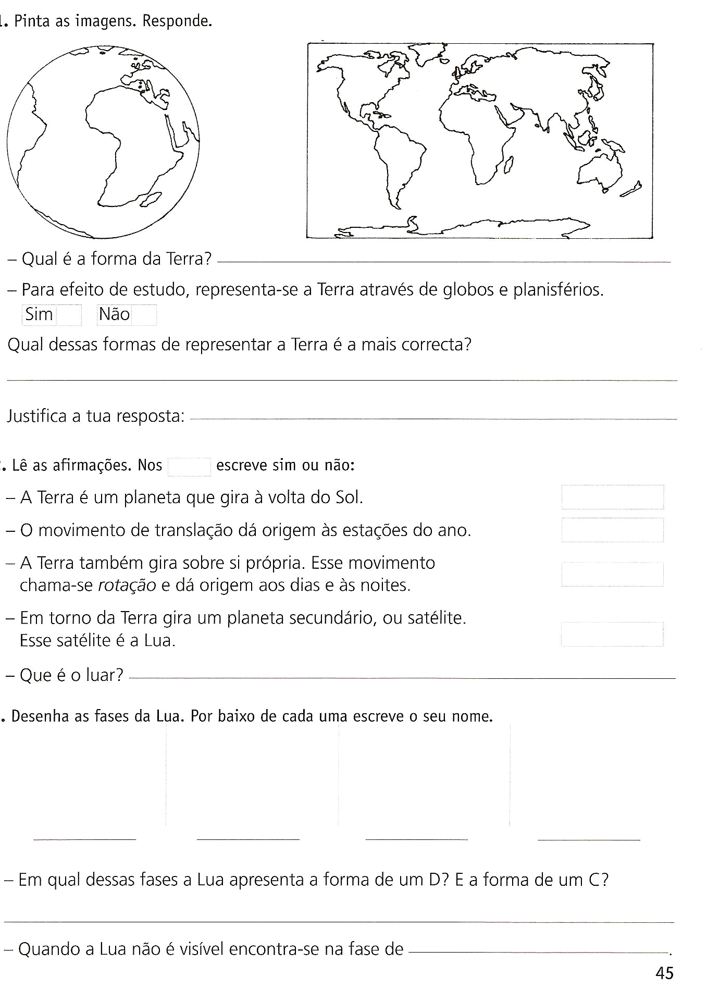 1. Pinta as imagens. Responde.
– Qual é a forma da Terra?
– Para efeito de estudo, representa-se a Terra através de globos e planisférios.
Sim Não
Qual dessas formas de representar a Terra é a mais correcta?
Justifica a tua resposta:
. Lê as afirmações. Nos escreve sim ou não:
– A Terra é um planeta que gira à volta do Sol.
– O movimento de translação dá origem às estações do ano.
– A Terra também gira sobre si própria. Esse movimento
chama-se rotação e dá origem aos dias e às noites.
– Em torno da Terra gira um planeta secundário, ou satélite.
Esse satélite é a Lua.
– Que é o luar?
. Desenha as fases da Lua. Por baixo de cada uma escreve o seu nome.
– Em qual dessas fases a Lua apresenta a forma de um D? E a forma de um C?
– Quando a Lua não é visível encontra-se na fase de .
45